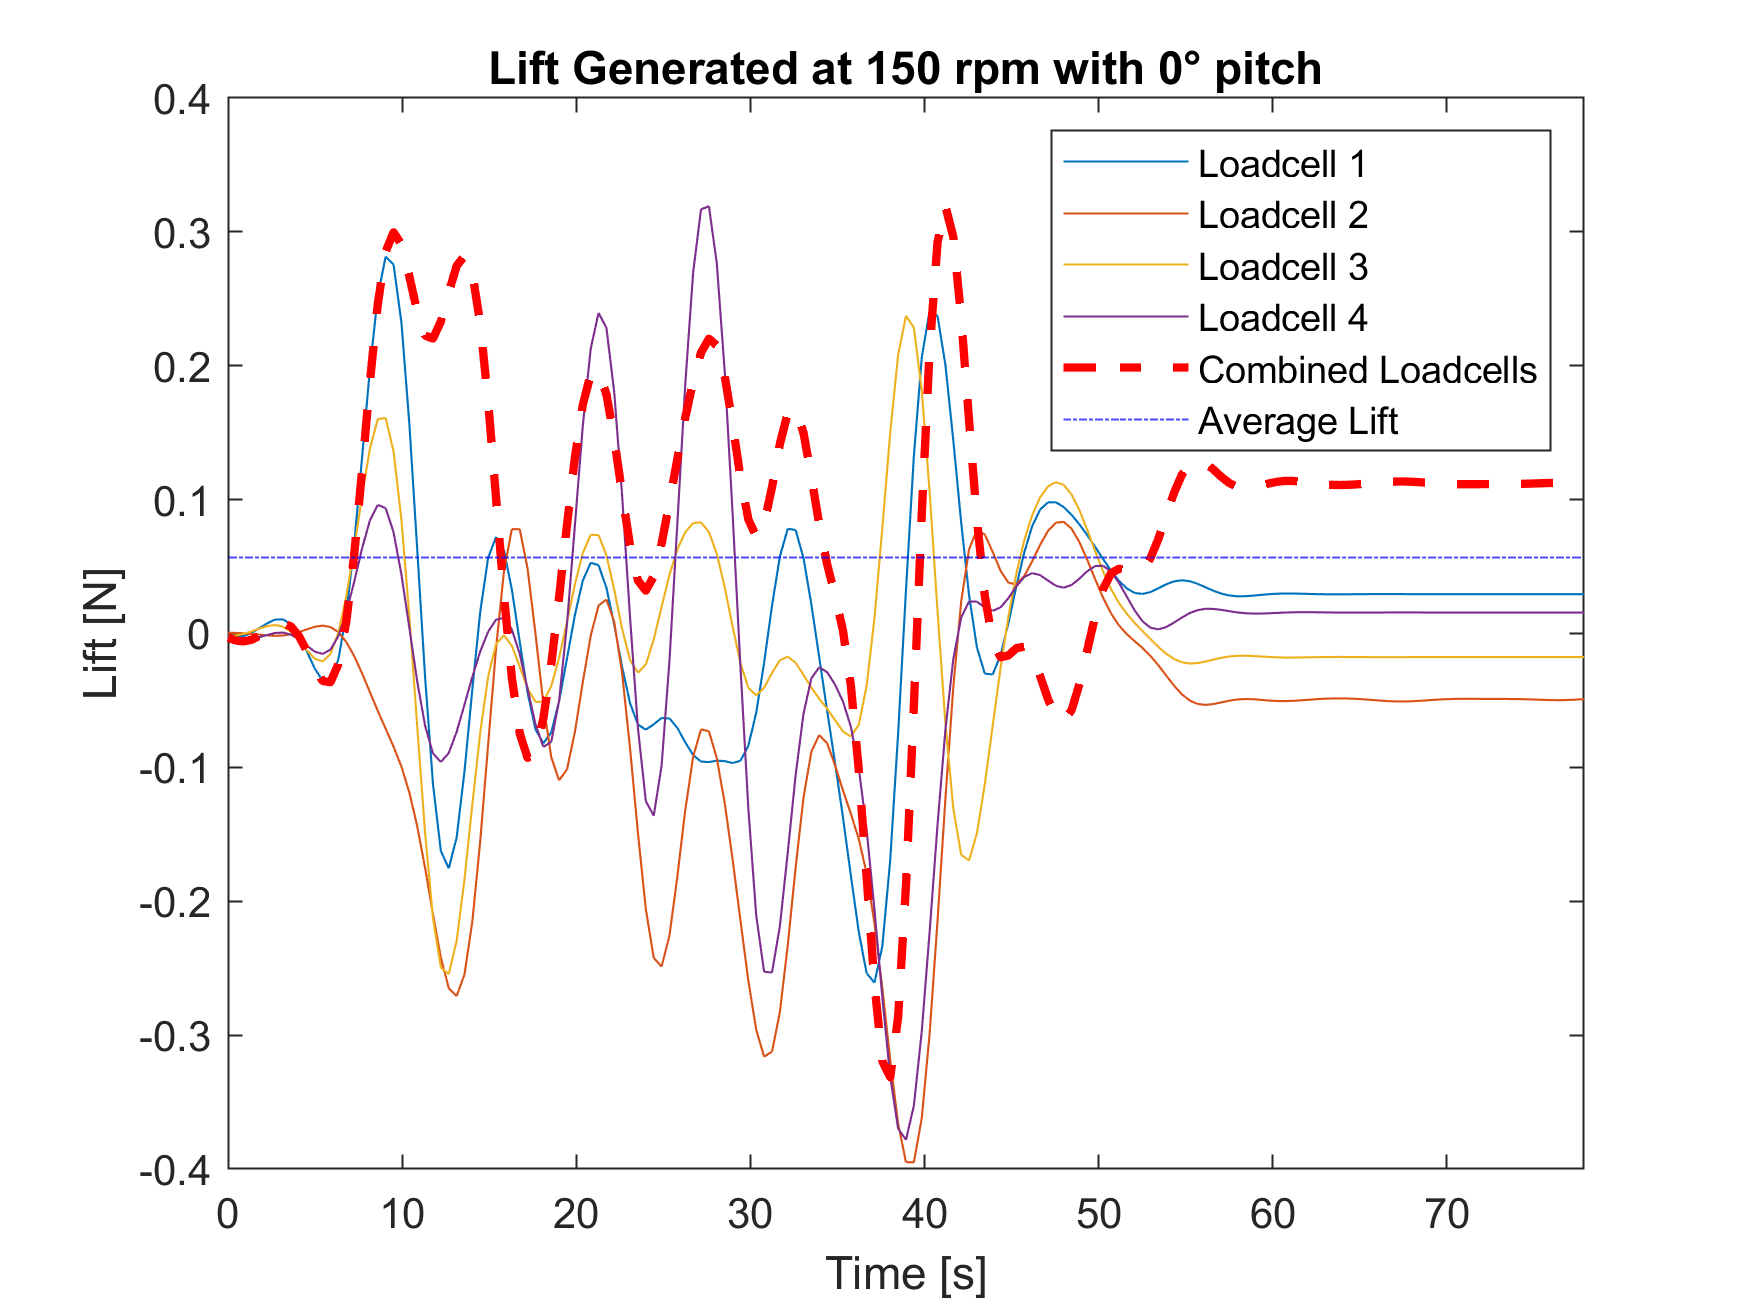 Lift Generated at 150 rpm with 0° pitch
0.4
0.3
0.2
0.1
0
-0.1
-0.2
-0.3
-0.4
Lift [N]
Loadcell 1
Loadcell 2
Loadcell 3
Loadcell 4
Combined Loadcells
Average Lift
0 10 20 30 40 50 60 70
Time [s]